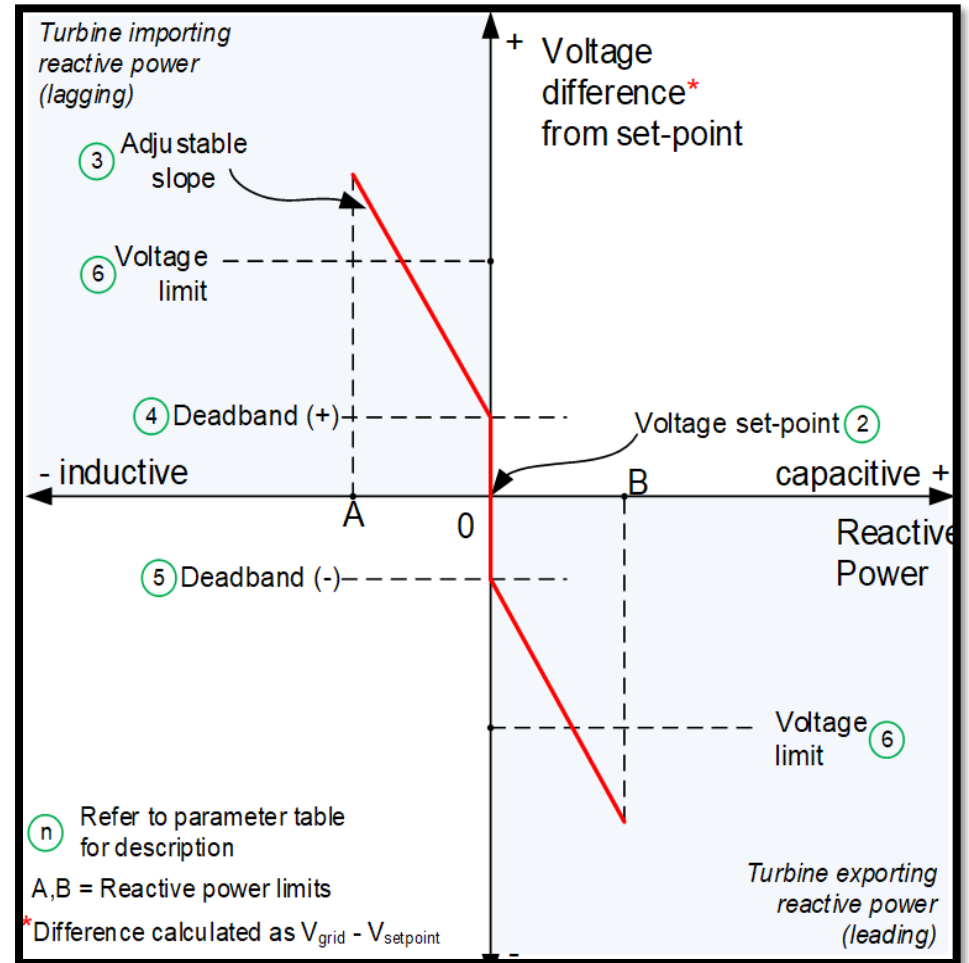 Turbine importing
reactive power
(lagging)
+
Voltage
difference*
from set-point
3 Adjustable
slope
6 Voltage
limit
4 Deadband (+)
Voltage set-point 2
- inductive
capacitive +
A
0
B
Reactive
Power
5 Deadband (-)
Voltage
limit 6
n Refer to parameter table
for description
A,B = Reactive power limits
*Difference calculated as Vgrid - Vsetpoint
Turbine exporting
reactive power
(leading)
-